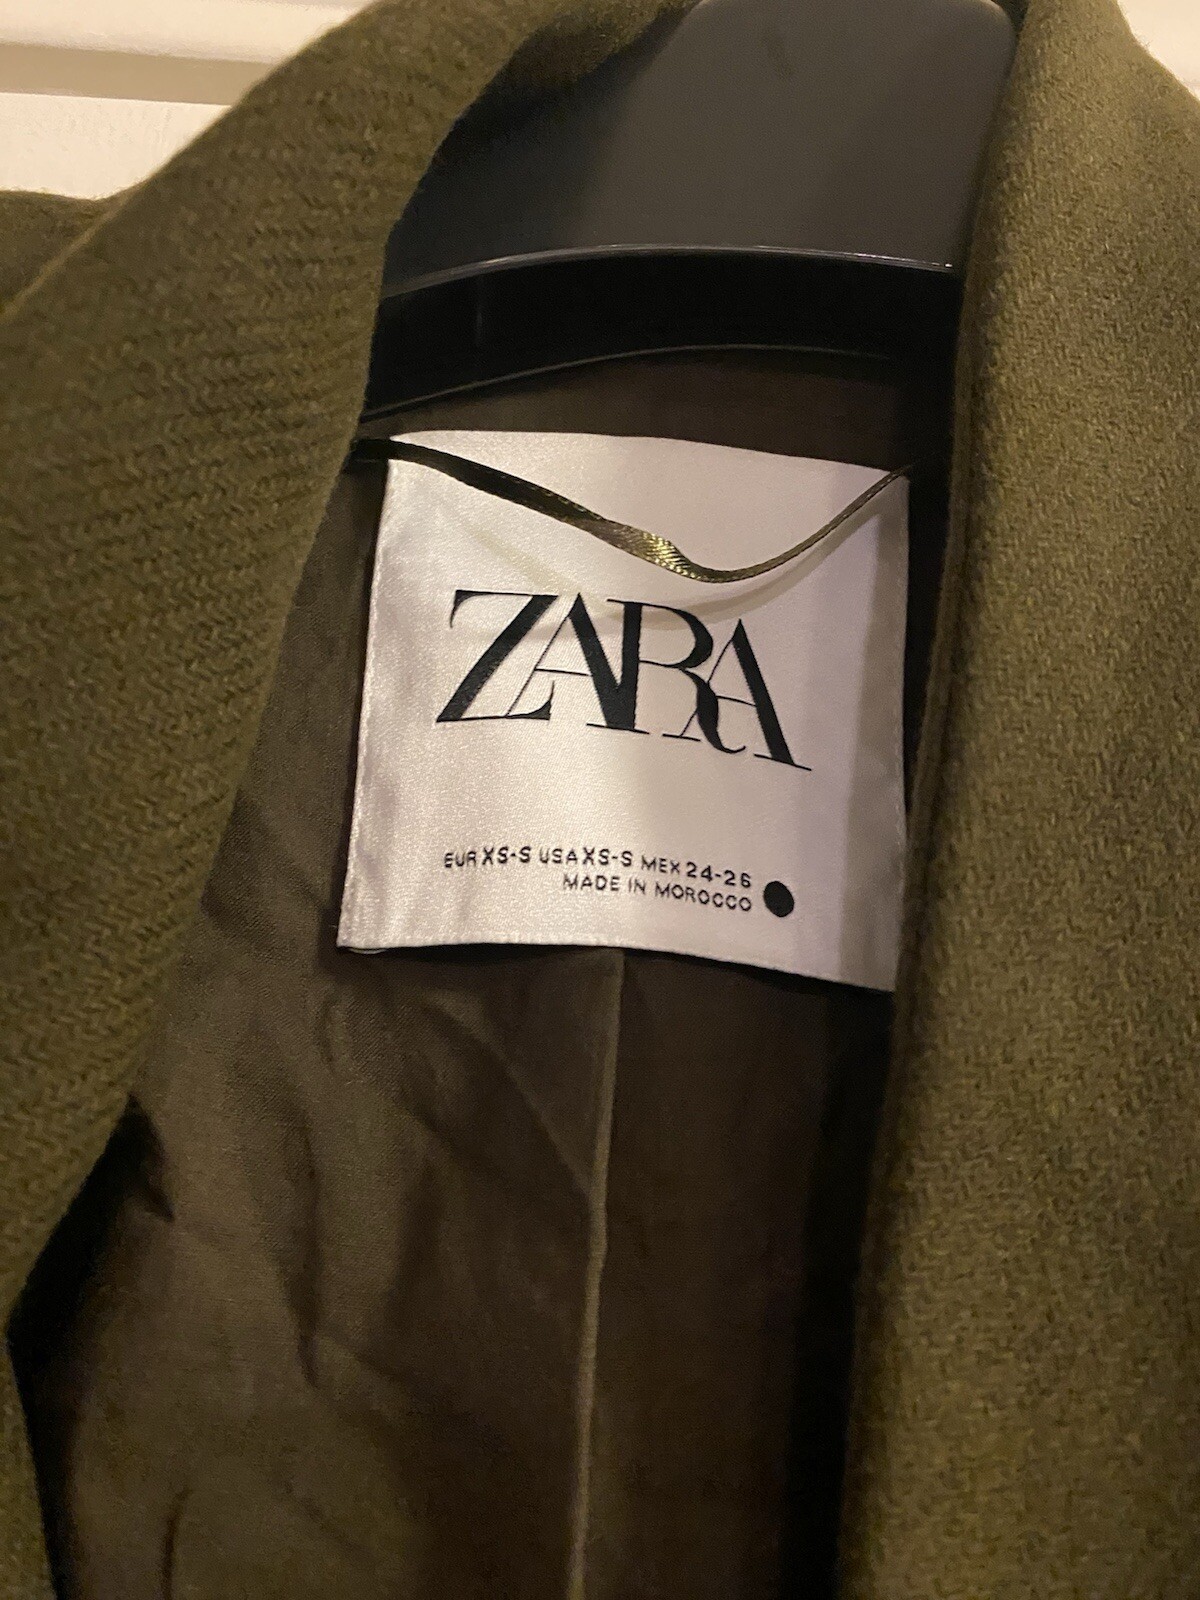 ZARA
EUR XS-S USA XS-S MEX 24-26
MADE IN MOROCCO